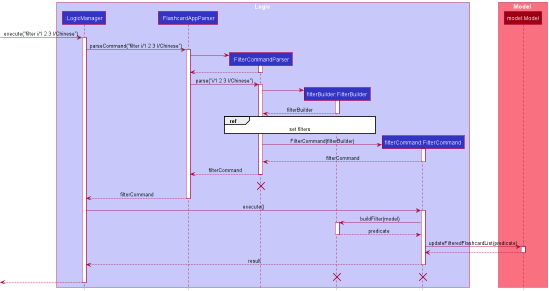 Logic
Model
:LogicManager
:FlashcardAppParser
model:Model
execute("filter i/1 2 3 l/Chinese")
parseCommand("filter i/1 2 3 l/Chinese")
:FilterCommandParser
parse("i/1 2 3 l/Chinese")
filterBuilder:FilterBuilder
filterBuilder
ref
set filters
FilterCommand(filterBuilder)
filterCommand:FilterCommand
filterCommand
filterCommand
filterCommand
execute()
buildFilter(model)
predicate
updateFilteredFlashcardList(predicate)
result